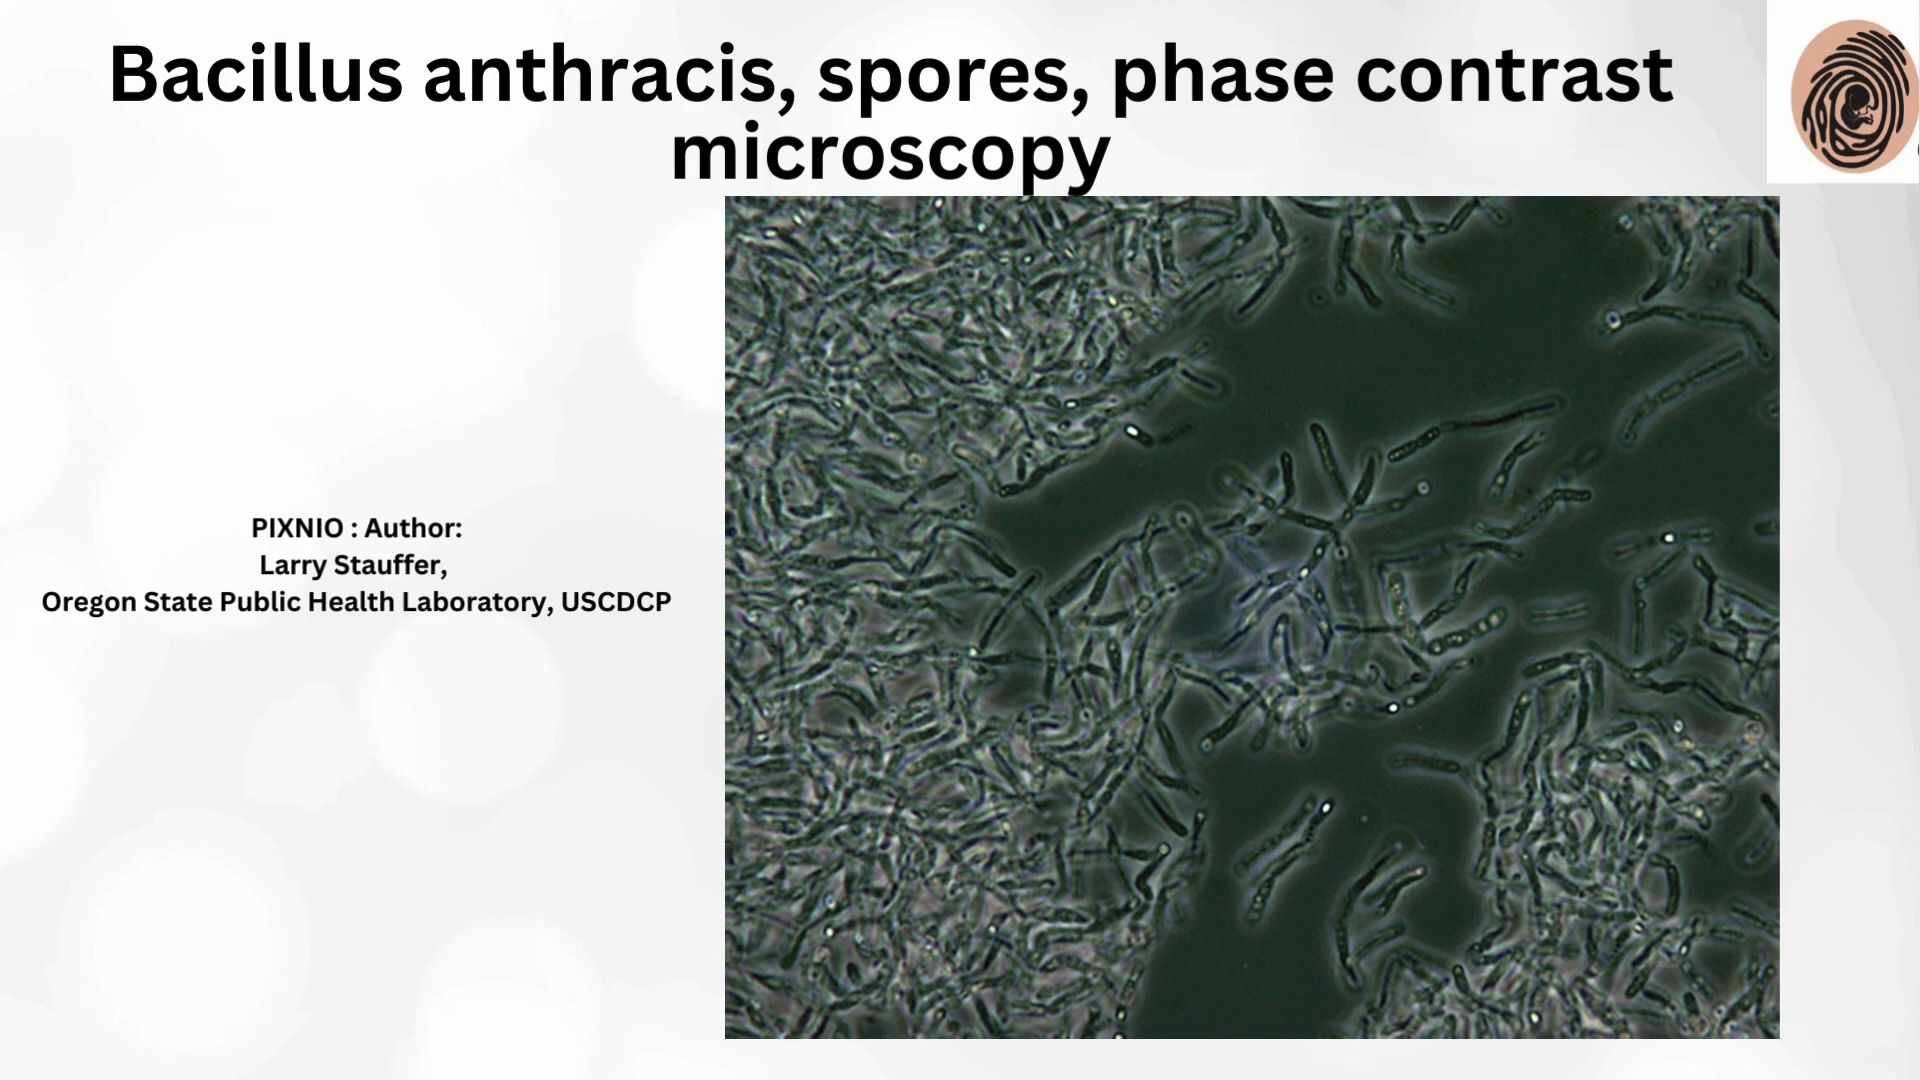 Bacillus anthracis, spores, phase contrast
microscopy
PIXNIO : Author:
Larry Stauffer,
Oregon State Public Health Laboratory, USCDCP